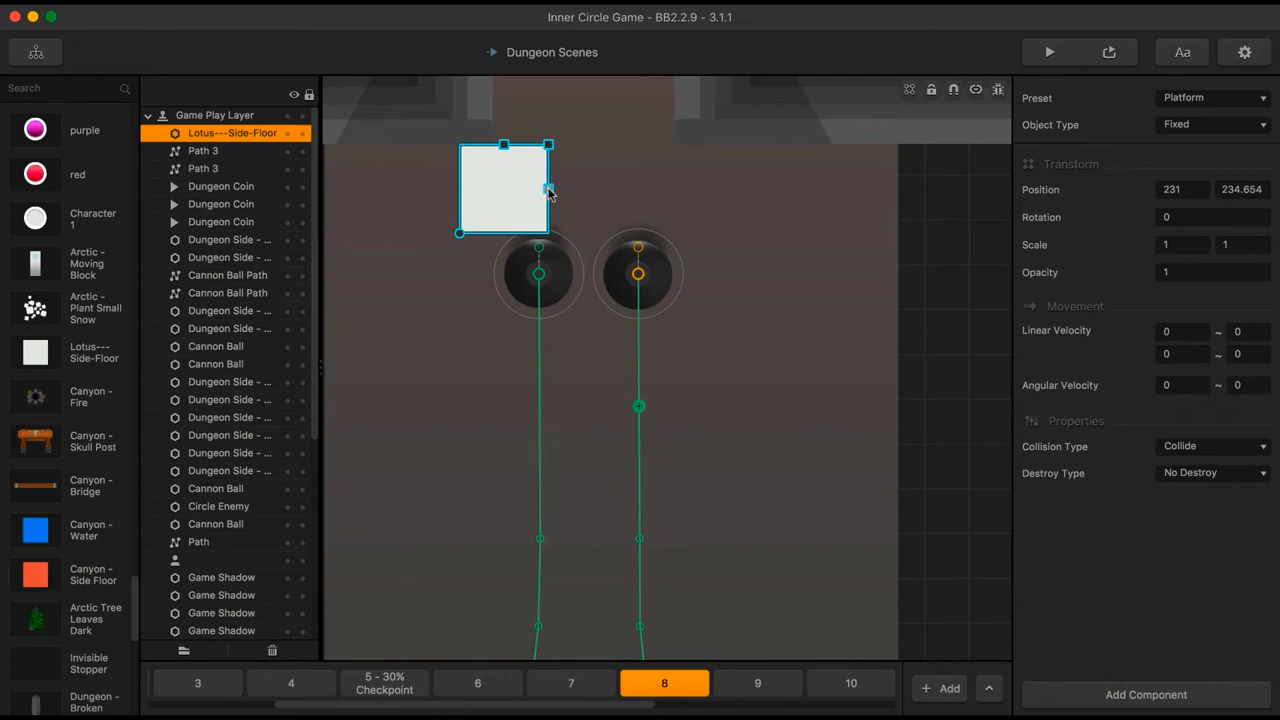 Inner Circle Game - BB2.2.9 - 3.1.1
Dungeon Scenes
Aa
Search
purple
red
Character
1
Arctic -
Moving
Block
Arctic -
Plant Small
Snow
Lotus---
Side-Floor
Canyon -
Fire
Canyon -
Skull Post
Canyon -
Bridge
Canyon -
Water
Canyon -
Side Floor
Arctic Tree
Leaves
Dark
Invisible
Stopper
Dungeon -
Broken
Game Play Layer
Lotus---Side-Floor
Path 3
Path 3
Dungeon Coin
Dungeon Coin
Dungeon Coin
Dungeon Side - ...
Dungeon Side - ...
Cannon Ball Path
Cannon Ball Path
Dungeon Side - ...
Dungeon Side - ...
Cannon Ball
Cannon Ball
Dungeon Side - ...
Dungeon Side - ...
Dungeon Side - ...
Dungeon Side - ...
Dungeon Side - ...
Dungeon Side - ...
Cannon Ball
Circle Enemy
Cannon Ball
Path
Game Shadow
Game Shadow
Game Shadow
Game Shadow
3
4
5 - 30%
Checkpoint
6
7
8
9
10
+ Add
Preset Platform
Object Type Fixed
Transform
Position 231 234.654
Rotation 0
Scale 1 1
Opacity 1
Movement
Linear Velocity 0 ~ 0
0 ~ 0
Angular Velocity 0 ~ 0
Properties
Collision Type Collide
Destroy Type No Destroy
Add Component